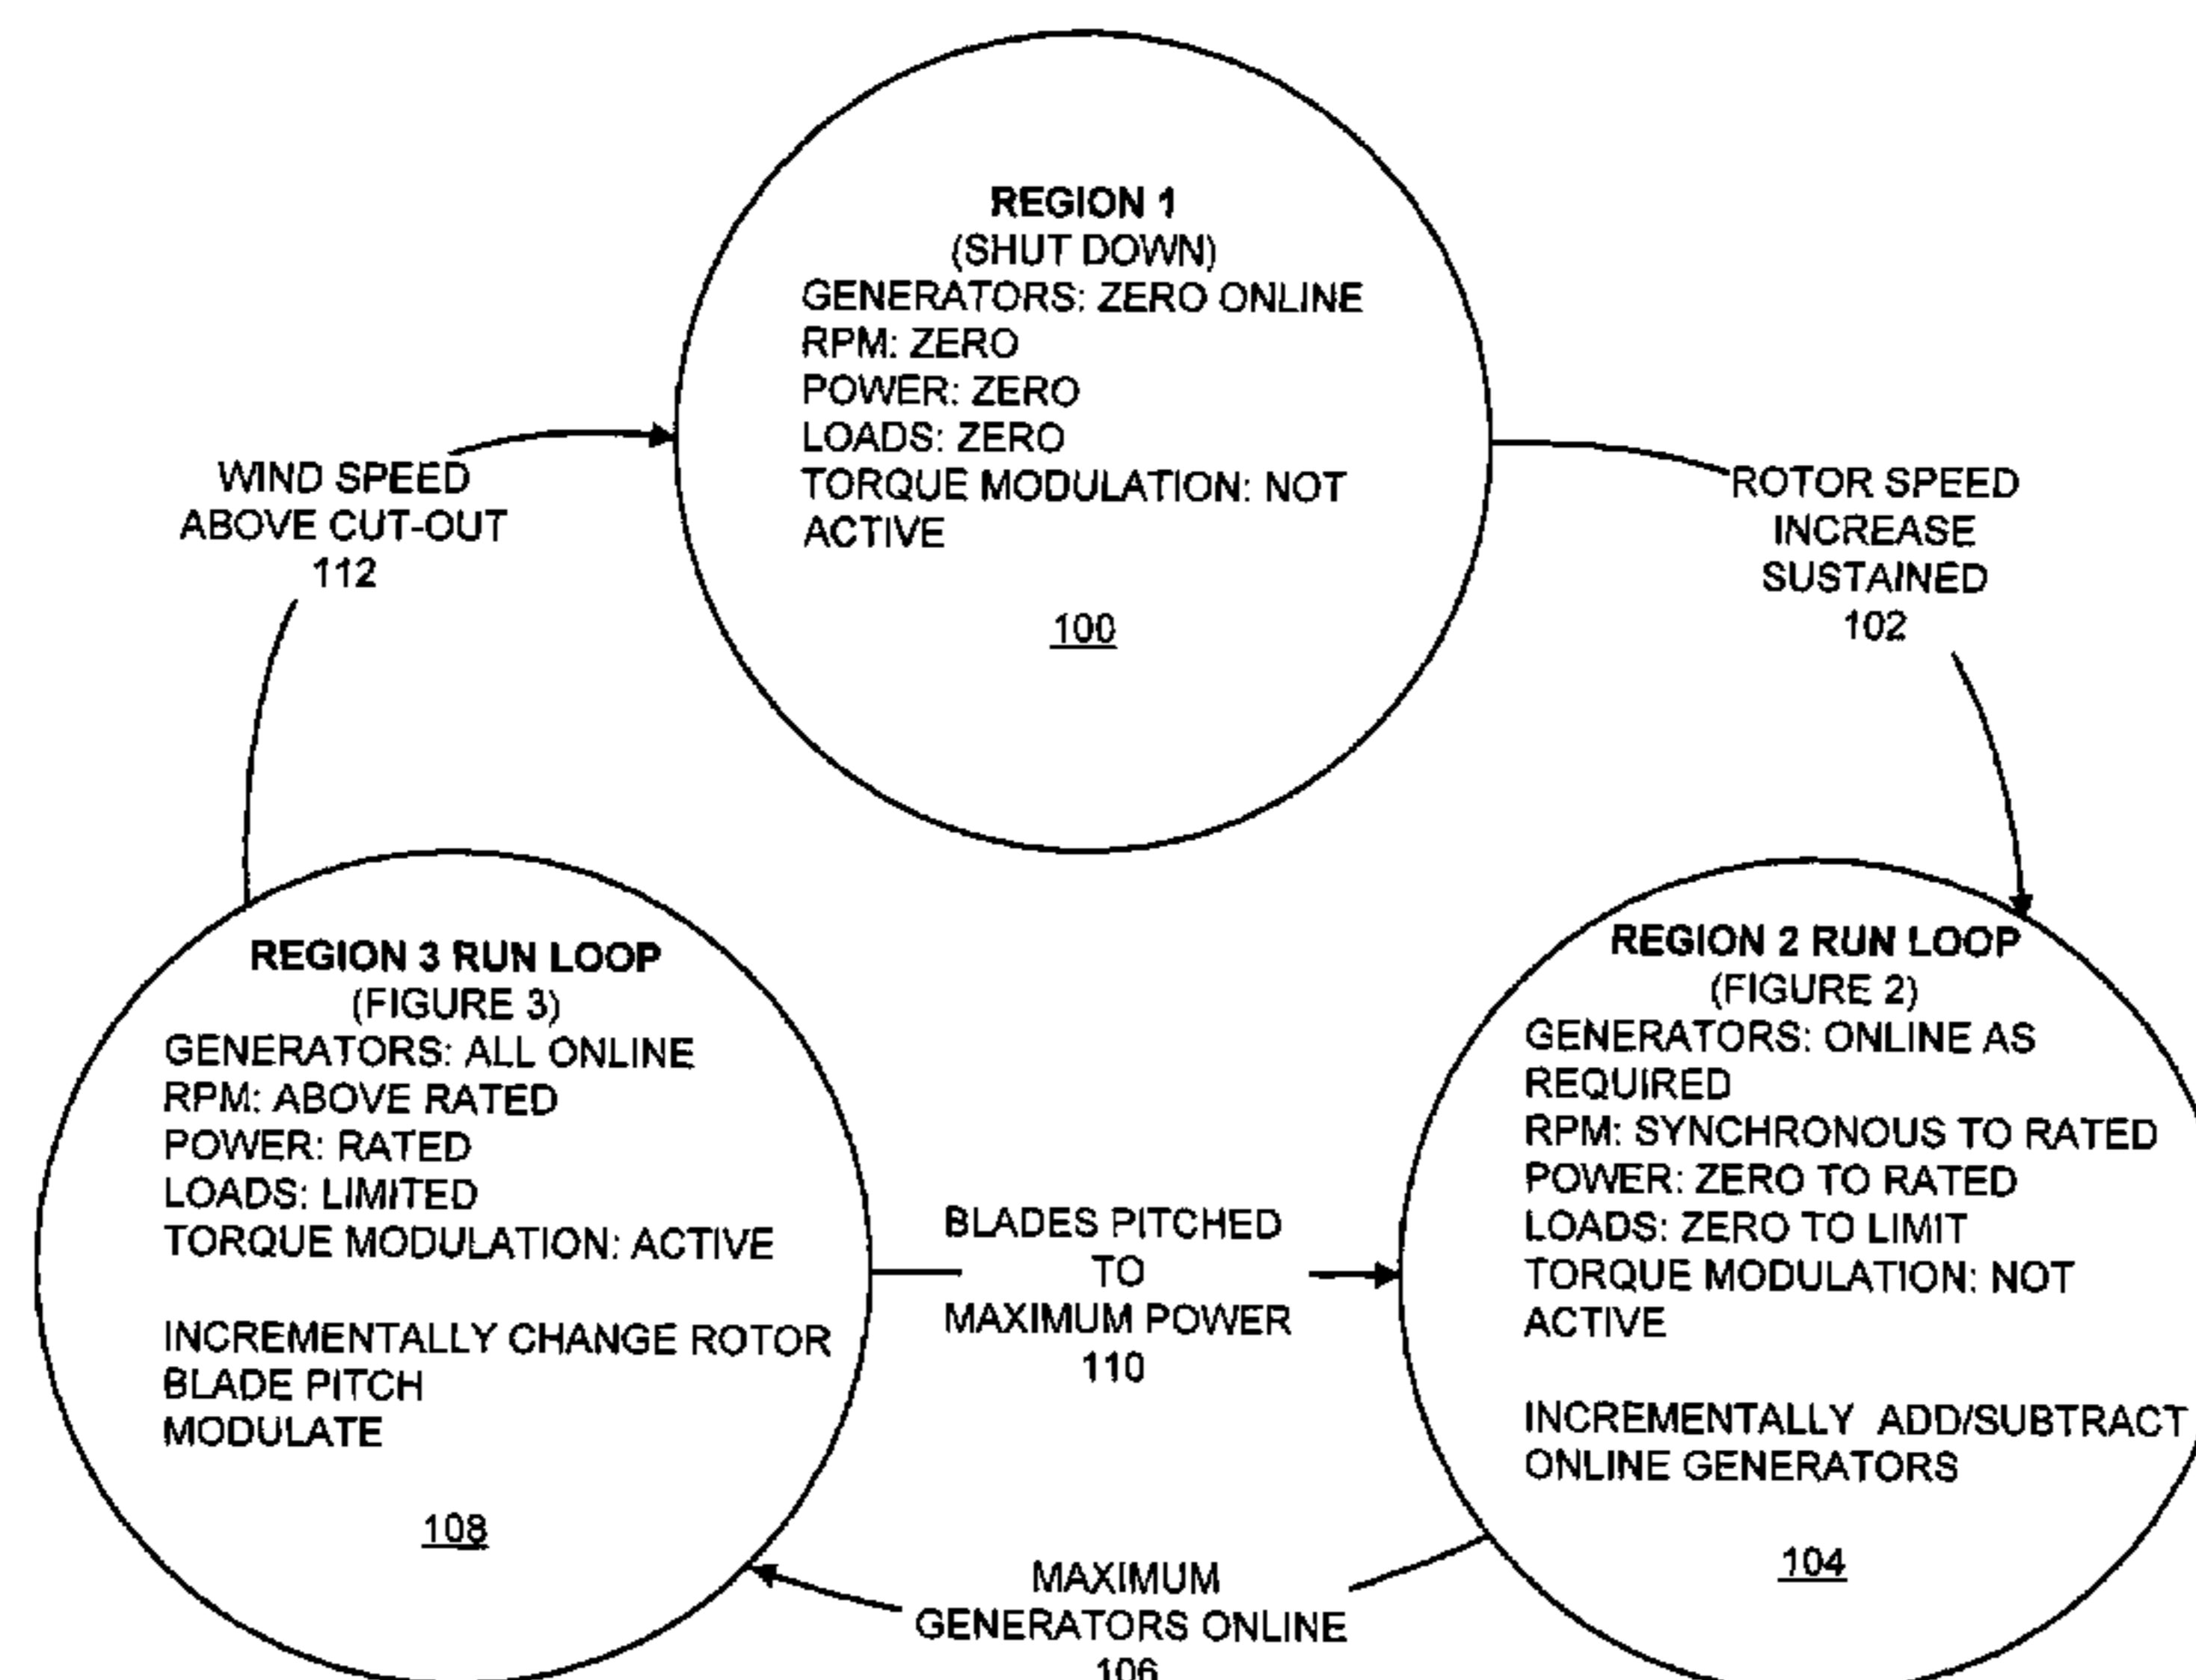 REGION 1
(SHUT DOWN)
GENERATORS: ZERO ONLINE
RPM: ZERO
POWER: ZERO
LOADS: ZERO
TORQUE MODULATION: NOT
ACTIVE
100
WIND SPEED
ABOVE CUT-OUT
112
ROTOR SPEED
INCREASE
SUSTAINED
102
REGION 3 RUN LOOP
(FIGURE 3)
GENERATORS: ALL ONLINE
RPM: ABOVE RATED
POWER: RATED
LOADS: LIMITED
TORQUE MODULATION: ACTIVE
INCREMENTALLY CHANGE ROTOR
BLADE PITCH
MODULATE
108
BLADES PITCHED
TO
MAXIMUM POWER
110
REGION 2 RUN LOOP
(FIGURE 2)
GENERATORS: ONLINE AS
REQUIRED
RPM: SYNCHRONOUS TO RATED
POWER: ZERO TO RATED
LOADS: ZERO TO LIMIT
TORQUE MODULATION: NOT
ACTIVE
INCREMENTALLY ADD/SUBTRACT
ONLINE GENERATORS
104
MAXIMUM
GENERATORS ONLINE
106